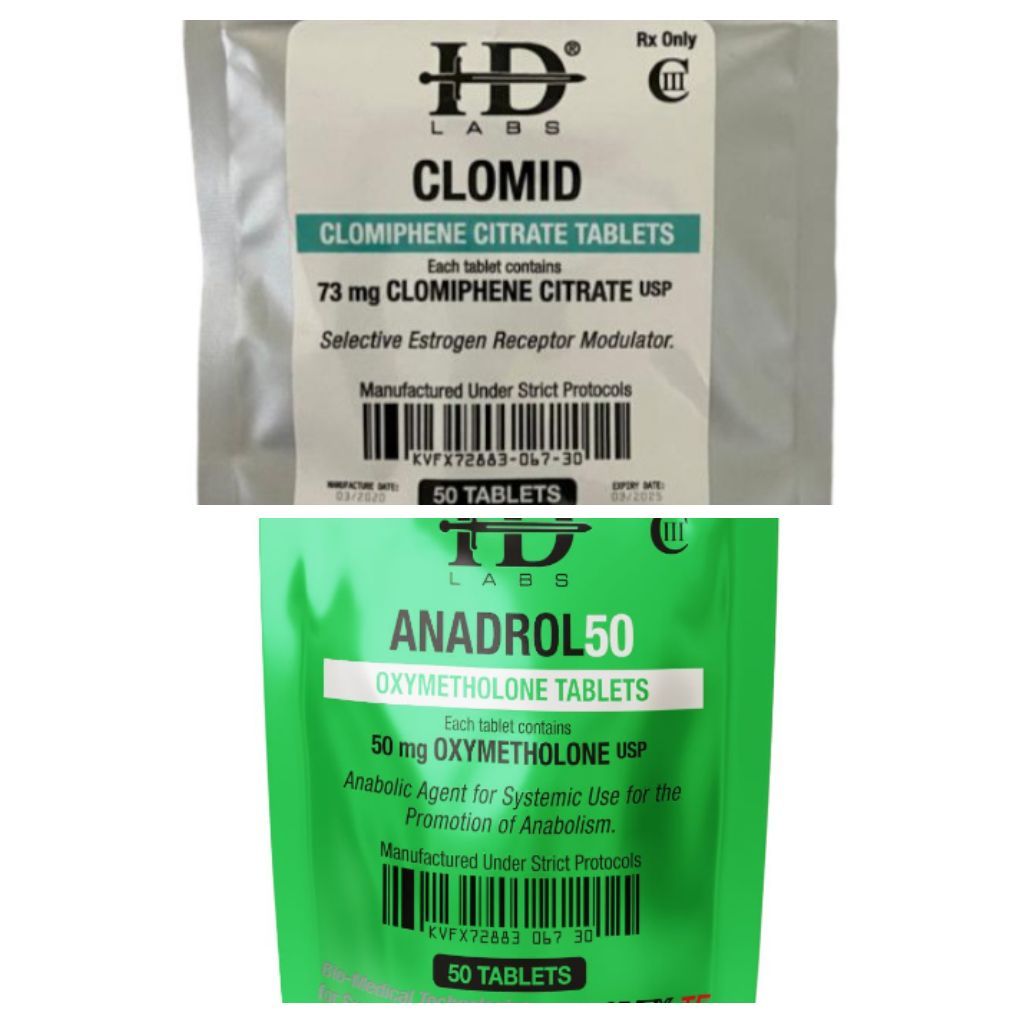 Rx Only
HD®
CIII
LABS
CLOMID
CLOMIPHENE CITRATE TABLETS
Each tablet contains
73 mg CLOMIPHENE CITRATE USP
Selective Estrogen Receptor Modulator.
Manufactured Under Strict Protocols
KVFX72883-067-30
MANUFACTURE DATE:
03/2020
50 TABLETS
EXPIRY DATE:
03/2025
HD
CIII
LABS
ANADROL50
OXYMETHOLONE TABLETS
Each tablet contains
50 mg OXYMETHOLONE USP
Anabolic Agent for Systemic Use for the
Promotion of Anabolism.
Manufactured Under Strict Protocols
KVFX72883 067 30
50 TABLETS
Bio-Medical